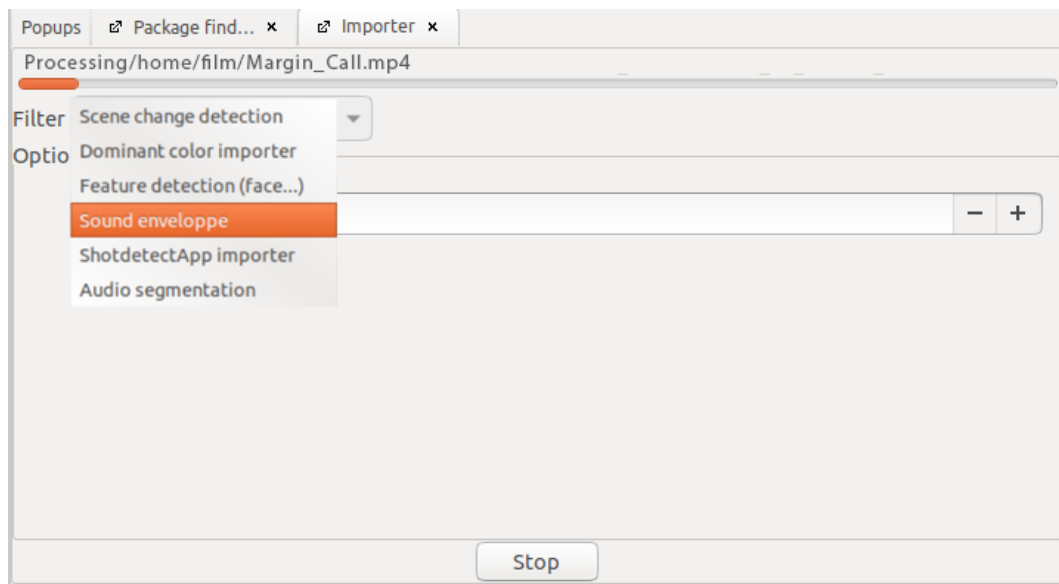 Popups Package find... x Importer x
Processing/home/film/Margin_Call.mp4
Filter Scene change detection
Optio Dominant color importer
Feature detection (face...)
Sound enveloppe
ShotdetectApp importer
Audio segmentation
Stop